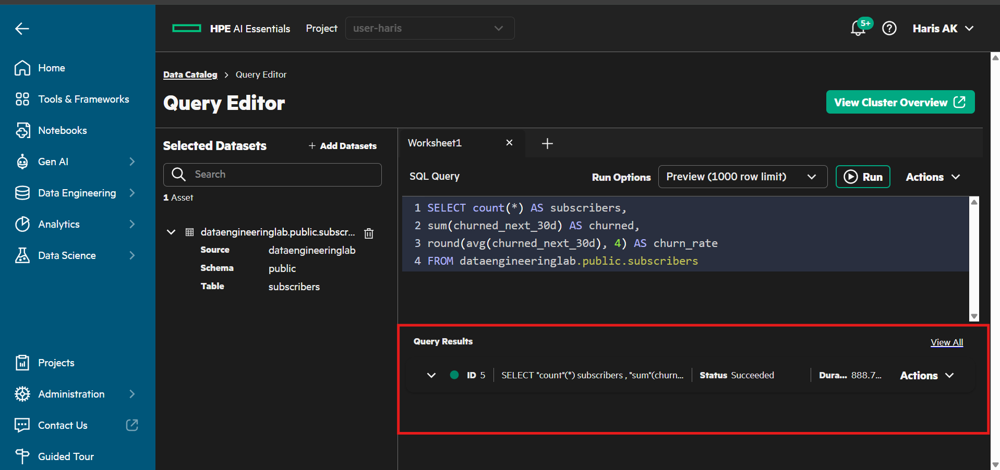 HPE AI Essentials
Project
user-haris
5+
Haris AK
Home
Tools & Frameworks
Notebooks
Gen AI
Data Engineering
Analytics
Data Science
Projects
Administration
Contact Us
Guided Tour
Data Catalog > Query Editor
Query Editor
View Cluster Overview
Selected Datasets
+ Add Datasets
Search
1 Asset
dataengineeringlab.public.subscr...
Source dataengineeringlab
Schema public
Table subscribers
Worksheet1
SQL Query
Run Options
Preview (1000 row limit)
Run
Actions
1 SELECT count(*) AS subscribers,
2 sum(churned_next_30d) AS churned,
3 round(avg(churned_next_30d), 4) AS churn_rate
4 FROM dataengineeringlab.public.subscribers
Query Results
View All
ID 5
SELECT "count"(*) subscribers , "sum"(churn...
Status Succeeded
Dura... 888.7...
Actions